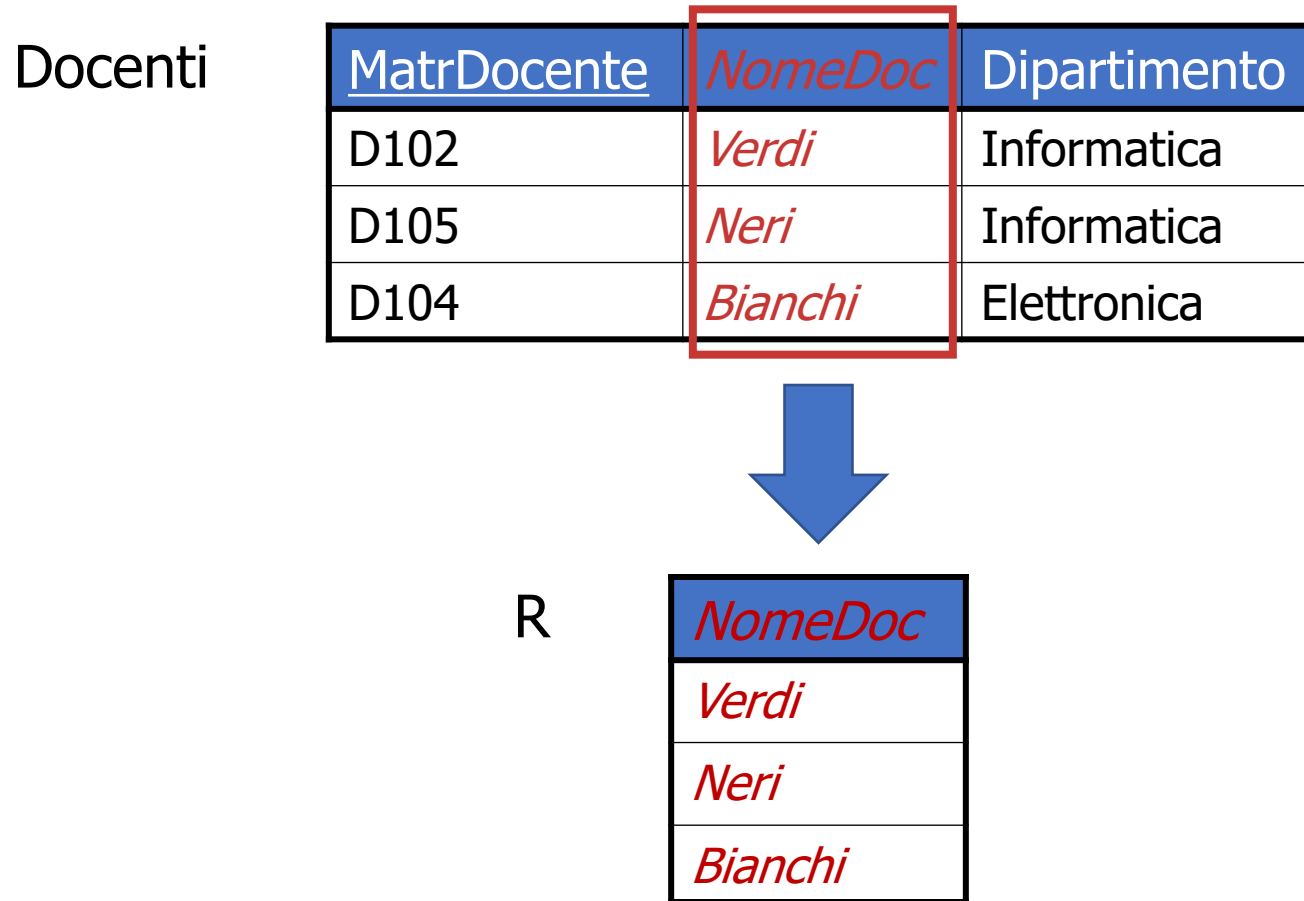 Docenti
MatrDocente NomeDoc Dipartimento
D102 Verdi Informatica
D105 Neri Informatica
D104 Bianchi Elettronica
R
NomeDoc
Verdi
Neri
Bianchi